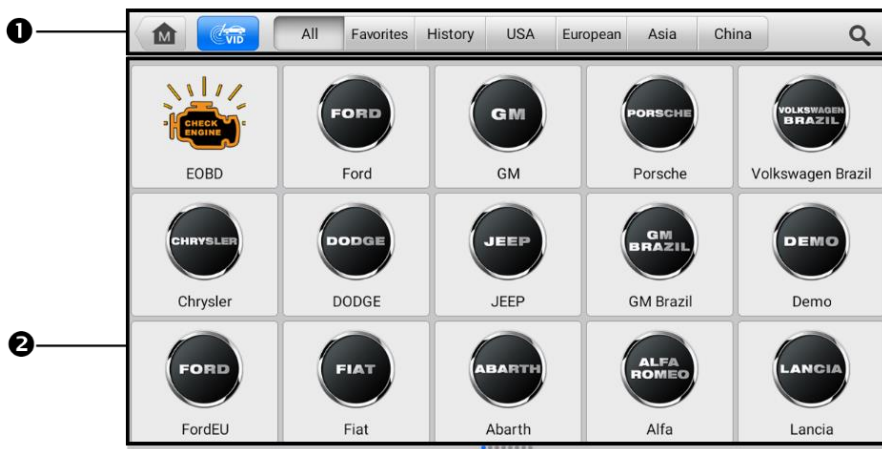 ❶
M
VID
All Favorites History USA European Asia China
CHECK
ENGINE
EOBD
FORD
Ford
GM
GM
PORSCHE
Porsche
VOLKSWAGEN
BRAZIL
Volkswagen Brazil
CHRYSLER
Chrysler
DODGE
DODGE
JEEP
JEEP
GM
BRAZIL
GM Brazil
DEMO
Demo
❷
FORD
FordEU
FIAT
Fiat
ABARTH
Abarth
ALFA
ROMEO
Alfa
LANCIA
Lancia